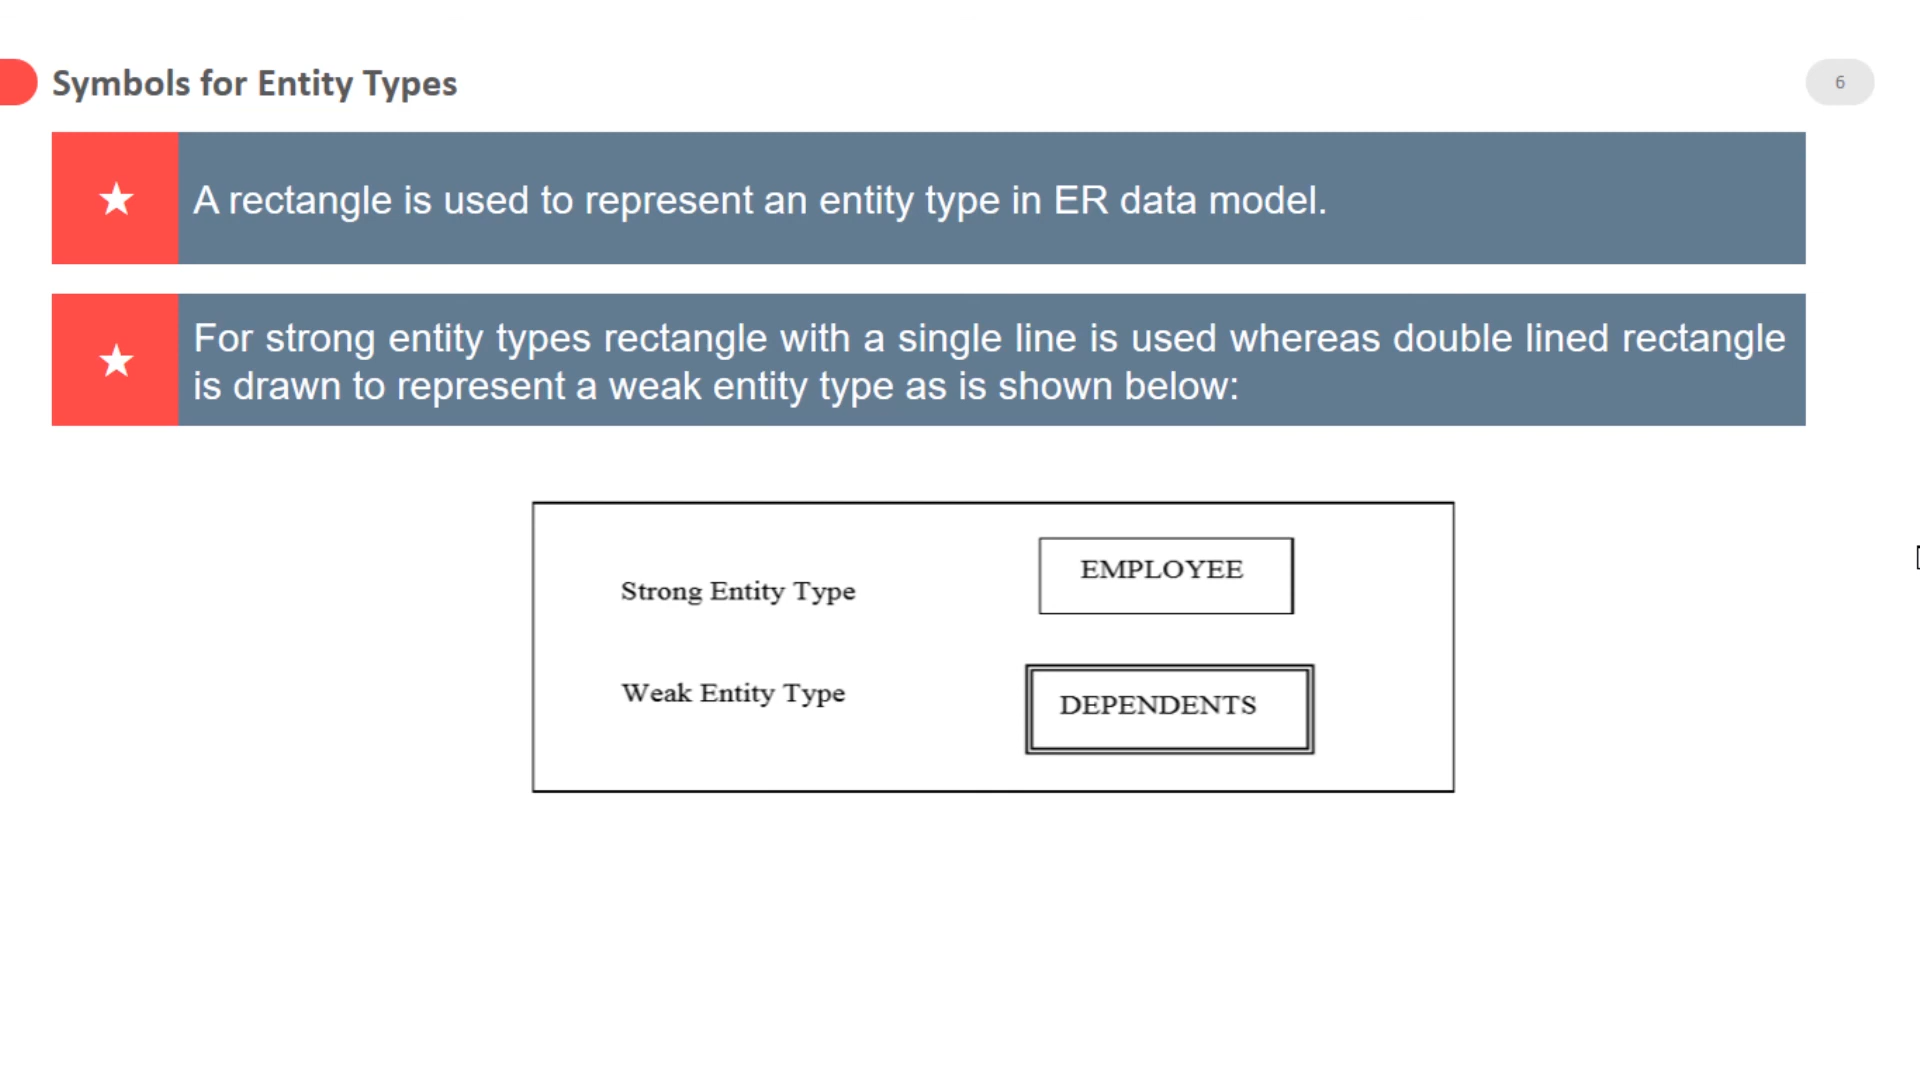 Symbols for Entity Types
6
A rectangle is used to represent an entity type in ER data model.
For strong entity types rectangle with a single line is used whereas double lined rectangle
is drawn to represent a weak entity type as is shown below:
Strong Entity Type
EMPLOYEE
Weak Entity Type
DEPENDENTS